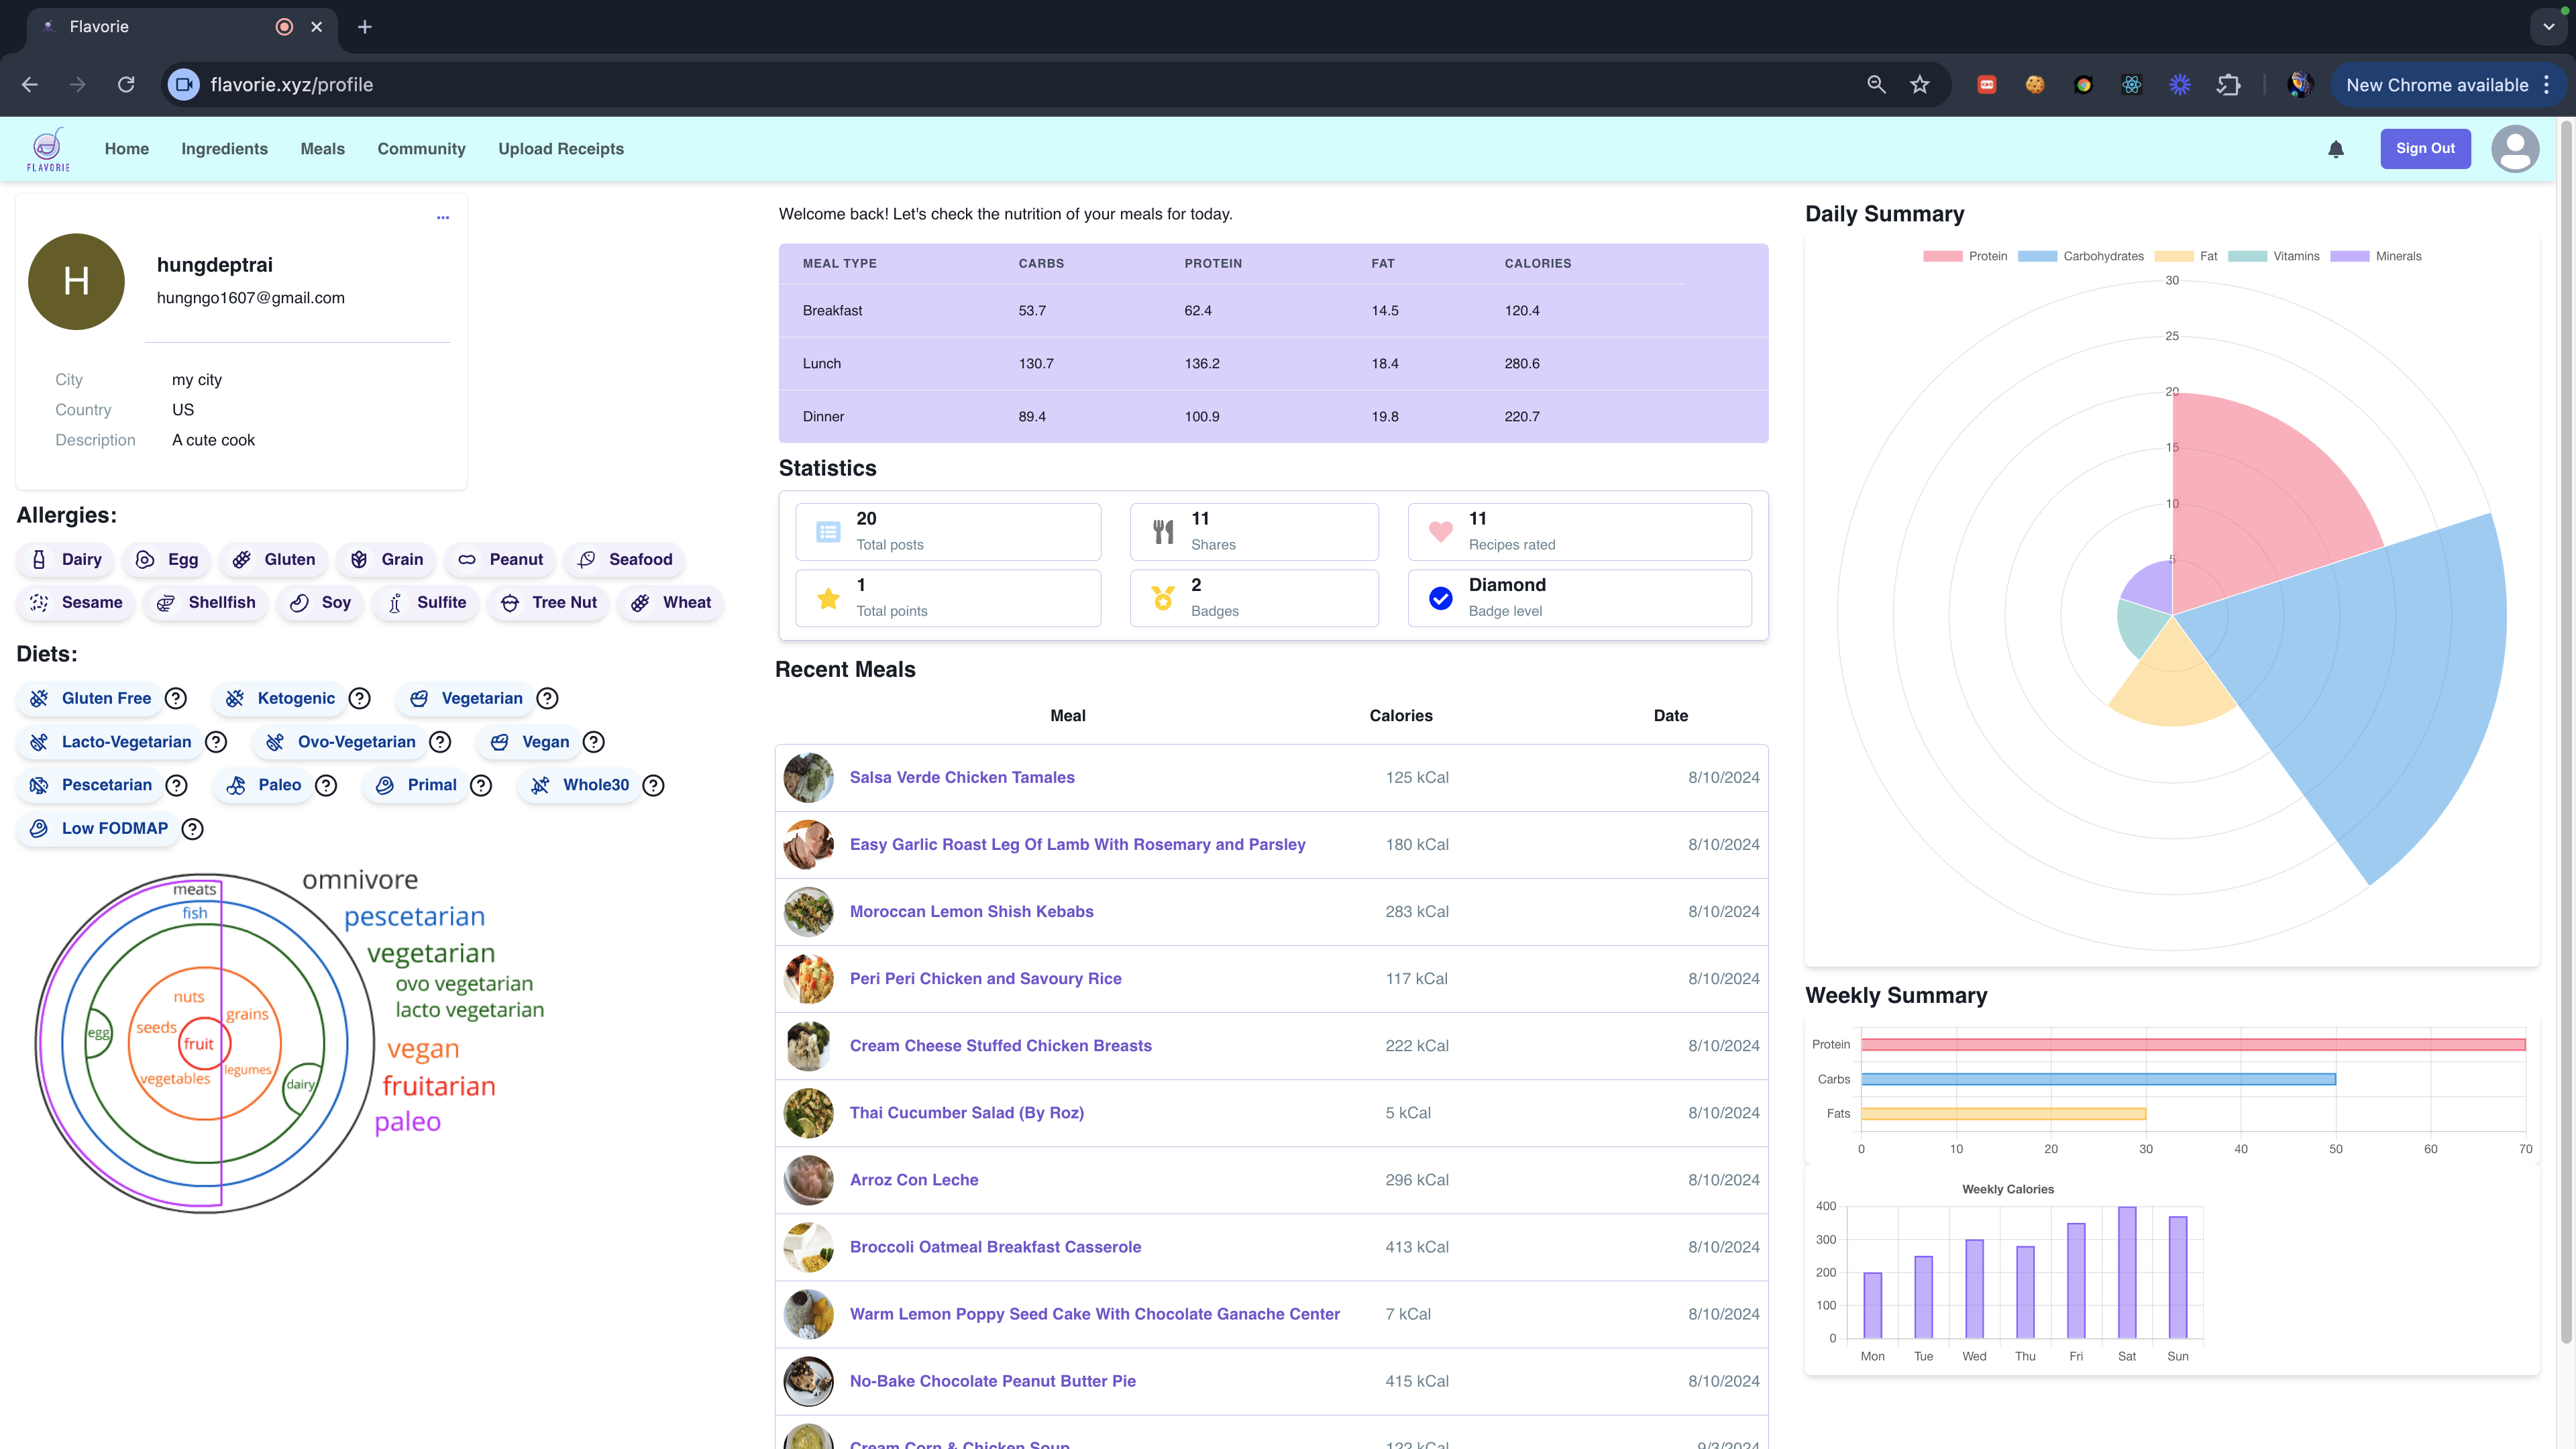 Flavorie
flavorie.xyz/profile
New Chrome available
FLAVORIE
Home
Ingredients
Meals
Community
Upload Receipts
Sign Out
...
H
hungdeptrai
hungngo1607@gmail.com
City my city
Country US
Description A cute cook
Allergies:
Dairy Egg Gluten Grain Peanut Seafood
Sesame Shellfish Soy Sulfite Tree Nut Wheat
Diets:
Gluten Free ? Ketogenic ? Vegetarian ?
Lacto-Vegetarian ? Ovo-Vegetarian ? Vegan ?
Pescetarian ? Paleo ? Primal ? Whole30 ?
Low FODMAP ?
meats
fish
nuts
seeds
grains
egg
fruit
vegetables
legumes
dairy
omnivore
pescetarian
vegetarian
ovo vegetarian
lacto vegetarian
vegan
fruitarian
paleo
Welcome back! Let's check the nutrition of your meals for today.
MEAL TYPE CARBS PROTEIN FAT CALORIES
Breakfast 53.7 62.4 14.5 120.4
Lunch 130.7 136.2 18.4 280.6
Dinner 89.4 100.9 19.8 220.7
Statistics
20
Total posts
11
Shares
11
Recipes rated
1
Total points
2
Badges
Diamond
Badge level
Recent Meals
Meal Calories Date
Salsa Verde Chicken Tamales 125 kCal 8/10/2024
Easy Garlic Roast Leg Of Lamb With Rosemary and Parsley 180 kCal 8/10/2024
Moroccan Lemon Shish Kebabs 283 kCal 8/10/2024
Peri Peri Chicken and Savoury Rice 117 kCal 8/10/2024
Cream Cheese Stuffed Chicken Breasts 222 kCal 8/10/2024
Thai Cucumber Salad (By Roz) 5 kCal 8/10/2024
Arroz Con Leche 296 kCal 8/10/2024
Broccoli Oatmeal Breakfast Casserole 413 kCal 8/10/2024
Warm Lemon Poppy Seed Cake With Chocolate Ganache Center 7 kCal 8/10/2024
No-Bake Chocolate Peanut Butter Pie 415 kCal 8/10/2024
Cream Corn & Chicken Soup 122 kCal 9/3/2024
Daily Summary
Protein Carbohydrates Fat Vitamins Minerals
30
25
20
15
10
5
Weekly Summary
Protein
Carbs
Fats
0 10 20 30 40 50 60 70
Weekly Calories
400
300
200
100
0
Mon Tue Wed Thu Fri Sat Sun